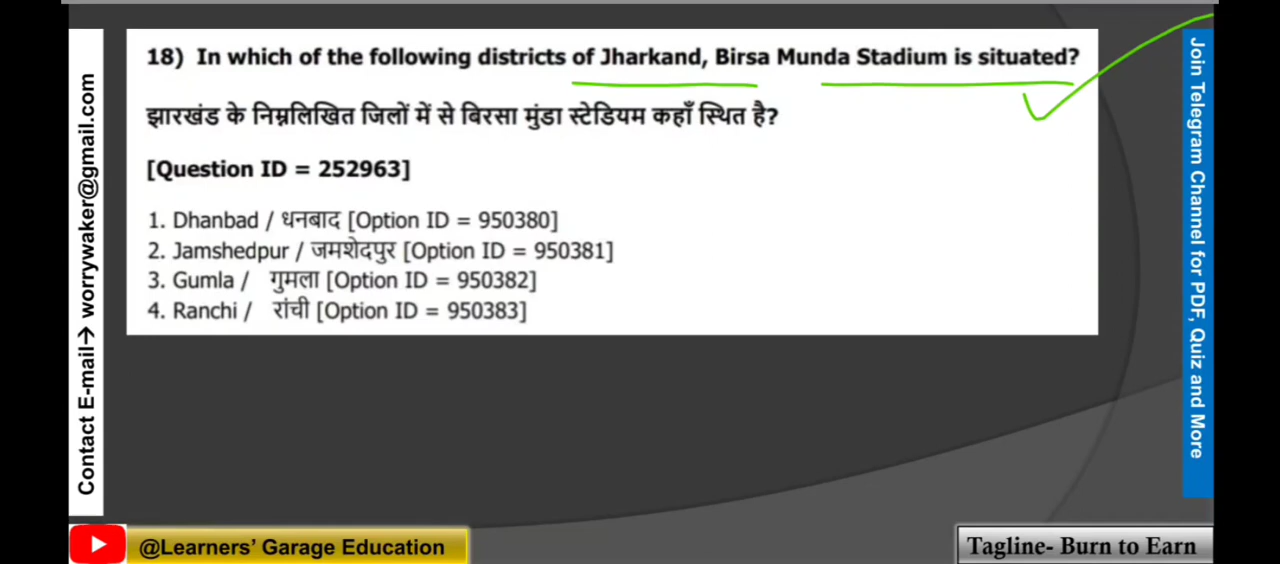 18) In which of the following districts of Jharkand, Birsa Munda Stadium is situated?
झारखंड के निम्नलिखित जिलों में से बिरसा मुंडा स्टेडियम कहाँ स्थित है?
[Question ID = 252963]
1. Dhanbad / धनबाद [Option ID = 950380]
2. Jamshedpur / जमशेदपुर [Option ID = 950381]
3. Gumla / गुमला [Option ID = 950382]
4. Ranchi / रांची [Option ID = 950383]
Contact E-mail→ worrywaker@gmail.com
Join Telegram Channel for PDF, Quiz and More
@Learners’ Garage Education
Tagline- Burn to Earn